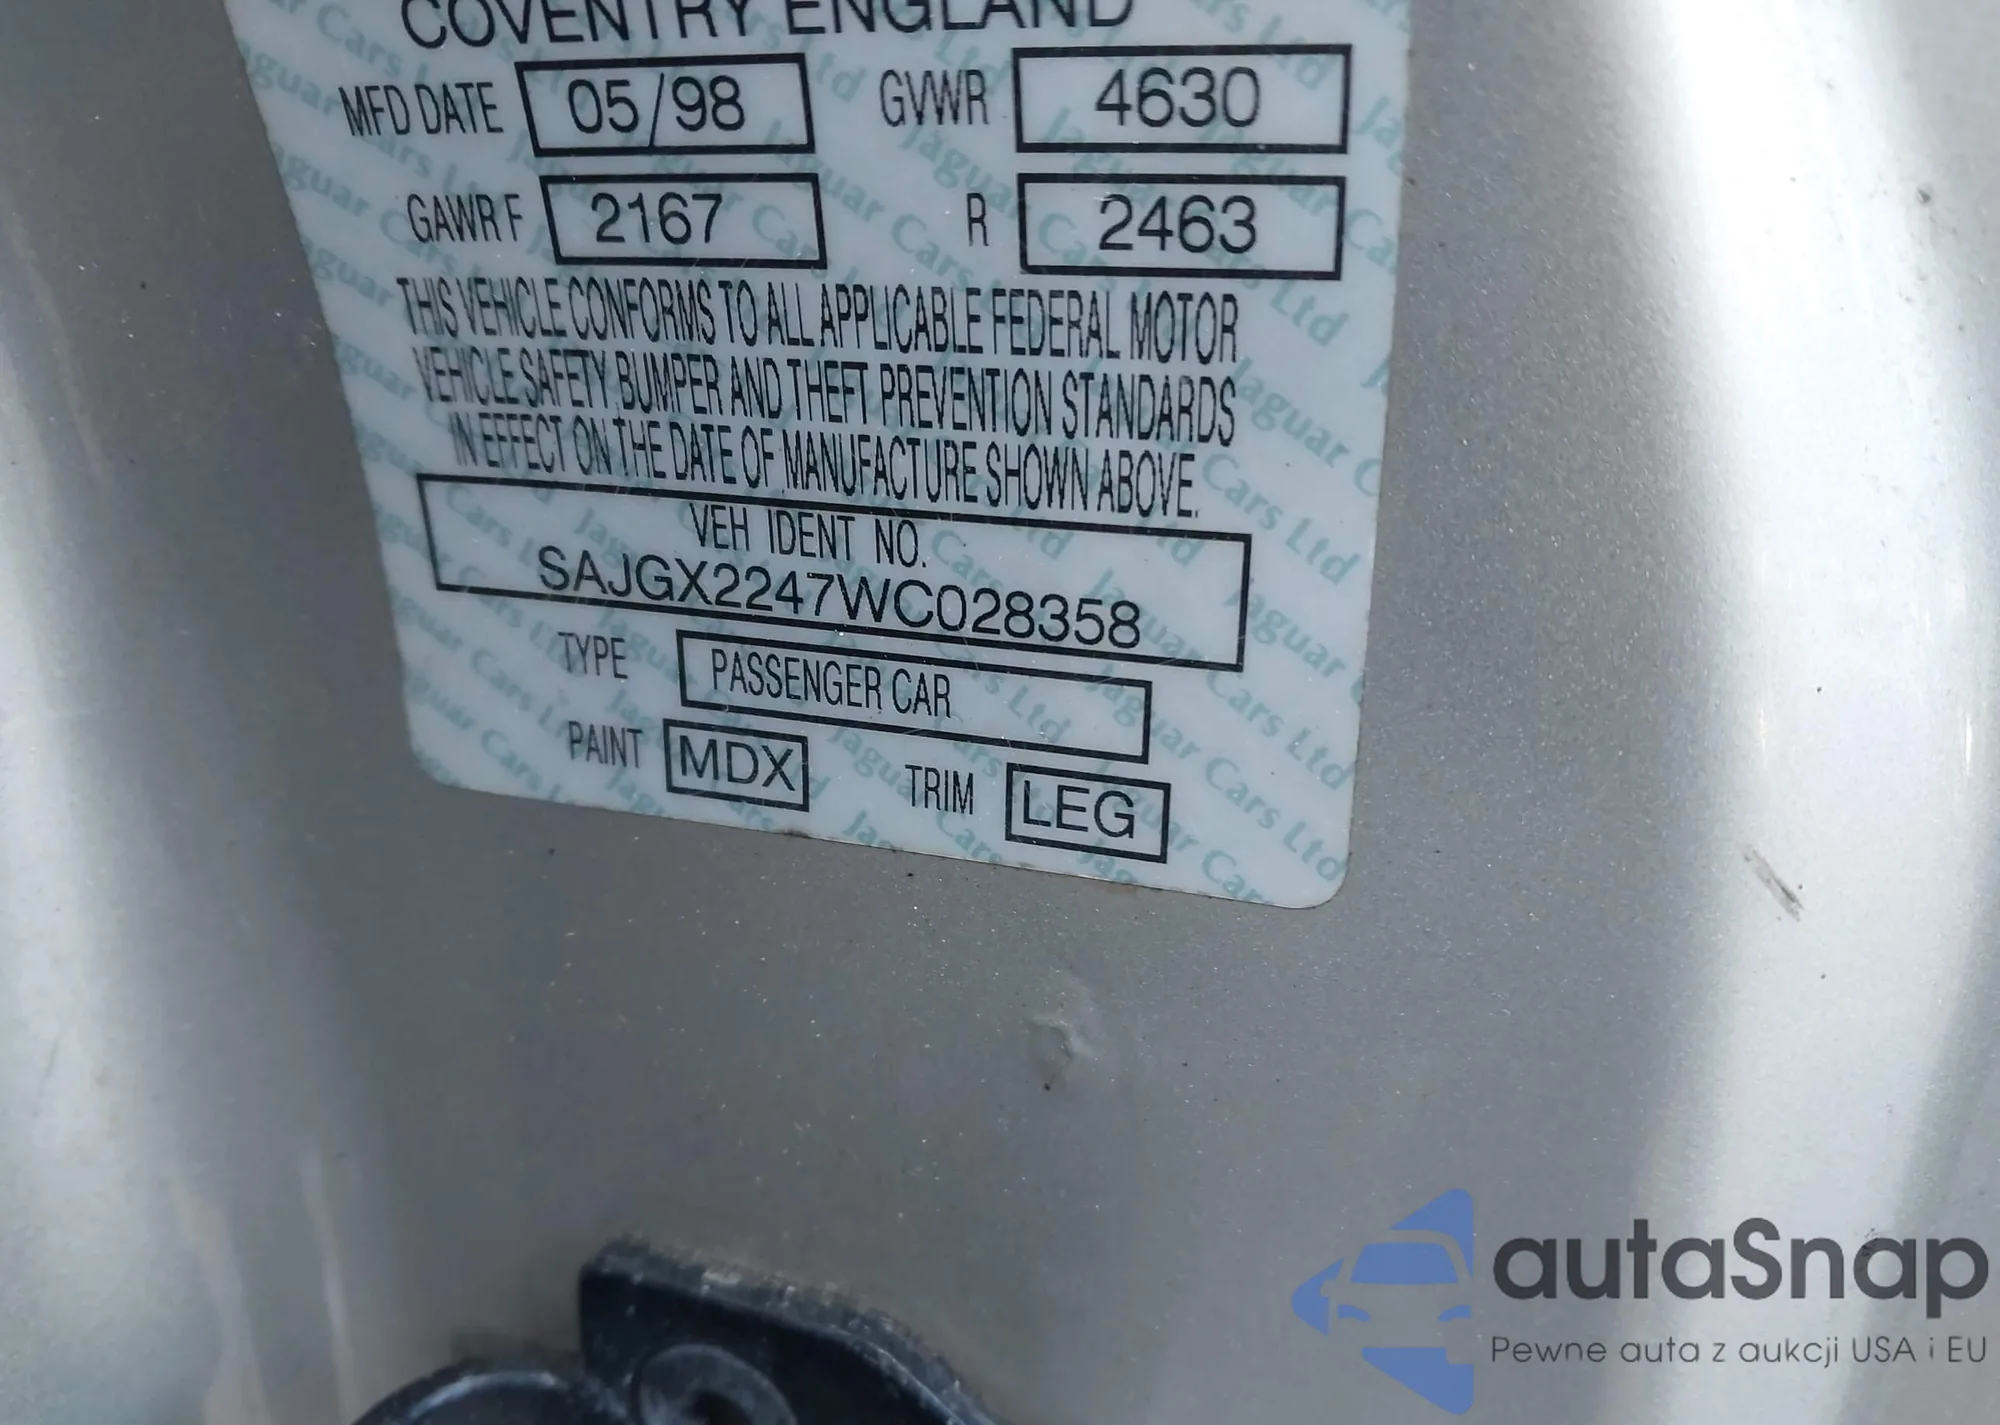 COVENTRY ENGLAND
MFD DATE 05/98 GVWR 4630
GAWR F 2167 R 2463
THIS VEHICLE CONFORMS TO ALL APPLICABLE FEDERAL MOTOR
VEHICLE SAFETY BUMPER AND THEFT PREVENTION STANDARDS
IN EFFECT ON THE DATE OF MANUFACTURE SHOWN ABOVE.
VEH IDENT NO.
SAJGX2247WC028358
TYPE PASSENGER CAR
PAINT MDX TRIM LEG
autaSnap
Pewne auta z aukcji USA i EU